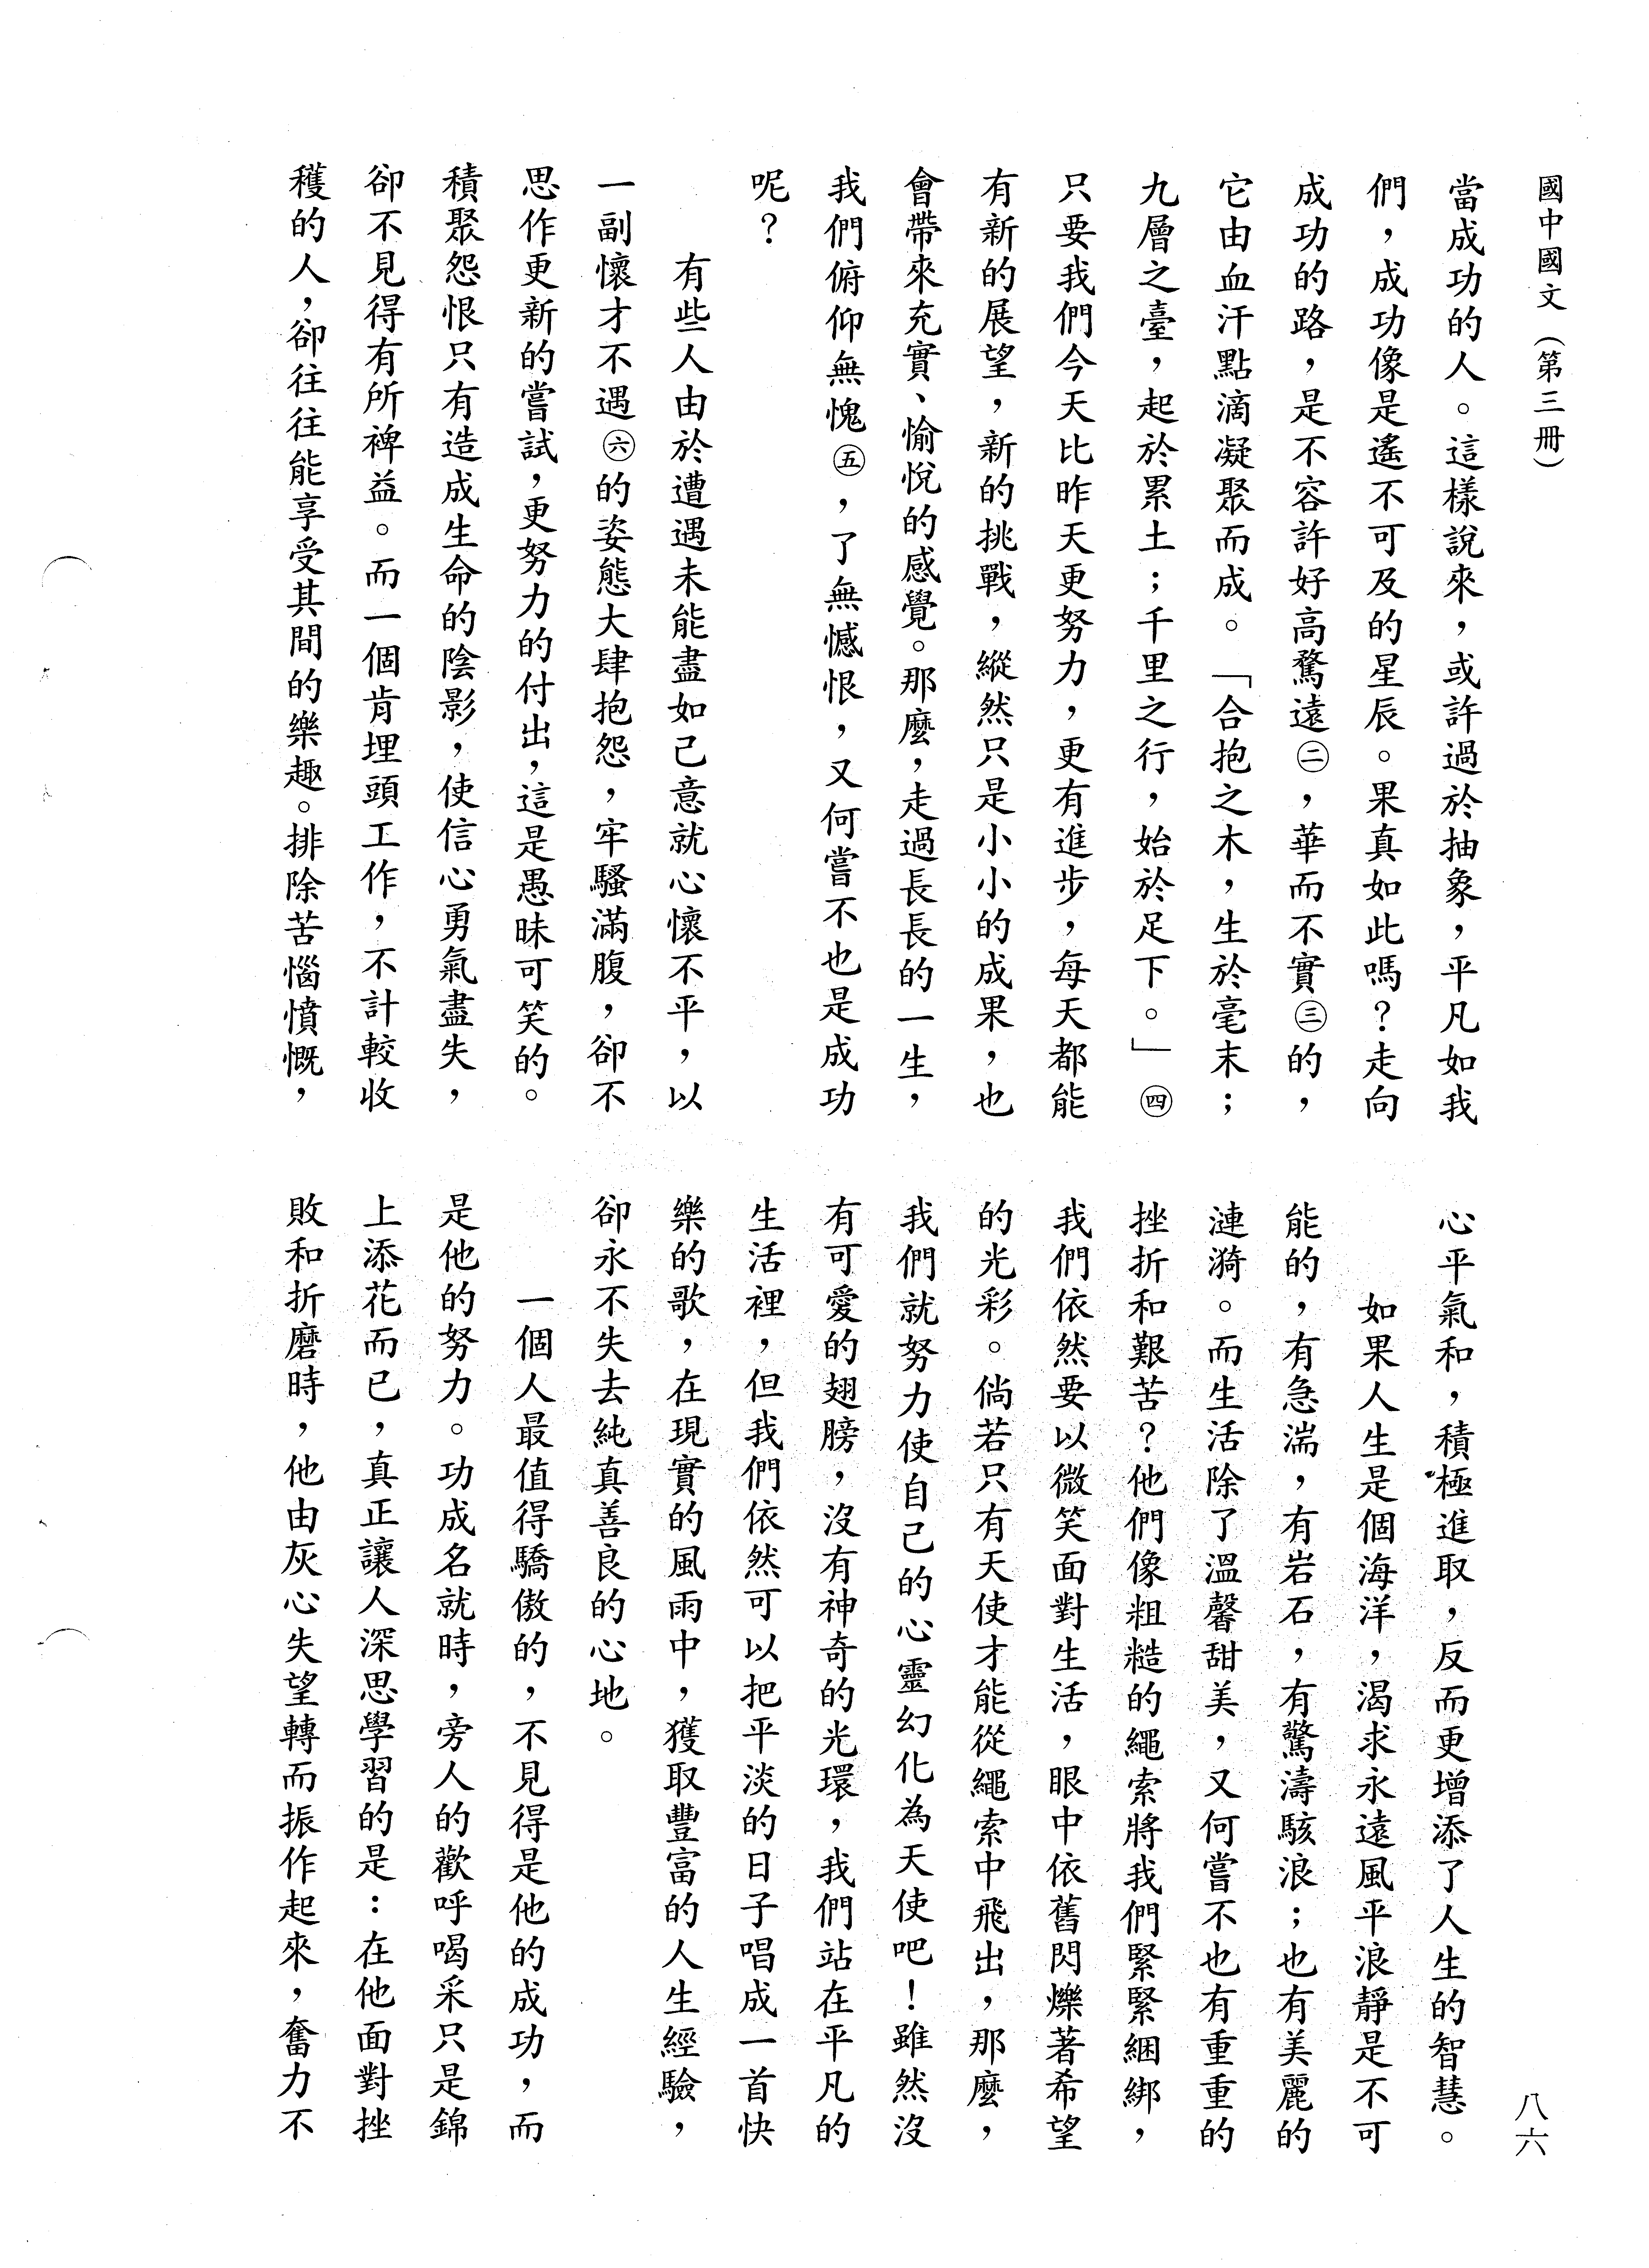 國中國文（第三冊）
當成功的人。這樣說來，或許過於抽象，平凡如我
們，成功像是遙不可及的星辰。果真如此嗎？走向
成功的路，是不容許好高騖遠㊁，華而不實㊂的，
它由血汗點滴凝聚而成。「合抱之木，生於毫末；
九層之臺，起於累土；千里之行，始於足下。」㊃
只要我們今天比昨天更努力，更有進步，每天都能
有新的展望，新的挑戰，縱然只是小小的成果，也
會帶來充實、愉悅的感覺。那麼，走過長長的一生，
我們俯仰無愧㊄，了無憾恨，又何嘗不也是成功
呢？
有些人由於遭遇未能盡如己意就心懷不平，以
一副懷才不遇㊅的姿態大肆抱怨，牢騷滿腹，卻不
思作更新的嘗試，更努力的付出，這是愚昧可笑的。
積聚怨恨只有造成生命的陰影，使信心勇氣盡失，
卻不見得有所裨益。而一個肯埋頭工作，不計較收
穫的人，卻往往能享受其間的樂趣。排除苦惱憤慨，
心平氣和，積極進取，反而更增添了人生的智慧。
如果人生是個海洋，渴求永遠風平浪靜是不可
能的，有急湍，有岩石，有驚濤駭浪；也有美麗的
漣漪。而生活除了溫馨甜美，又何嘗不也有重重的
挫折和艱苦？他們像粗糙的繩索將我們緊緊綑綁，
我們依然要以微笑面對生活，眼中依舊閃爍著希望
的光彩。倘若只有天使才能從繩索中飛出，那麼，
我們就努力使自己的心靈幻化為天使吧！雖然沒
有可愛的翅膀，沒有神奇的光環，我們站在平凡的
生活裡，但我們依然可以把平淡的日子唱成一首快
樂的歌，在現實的風雨中，獲取豐富的人生經驗，
卻永不失去純真善良的心地。
一個人最值得驕傲的，不見得是他的成功，而
是他的努力。功成名就時，旁人的歡呼喝采只是錦
上添花而已，真正讓人深思學習的是：在他面對挫
敗和折磨時，他由灰心失望轉而振作起來，奮力不
八六